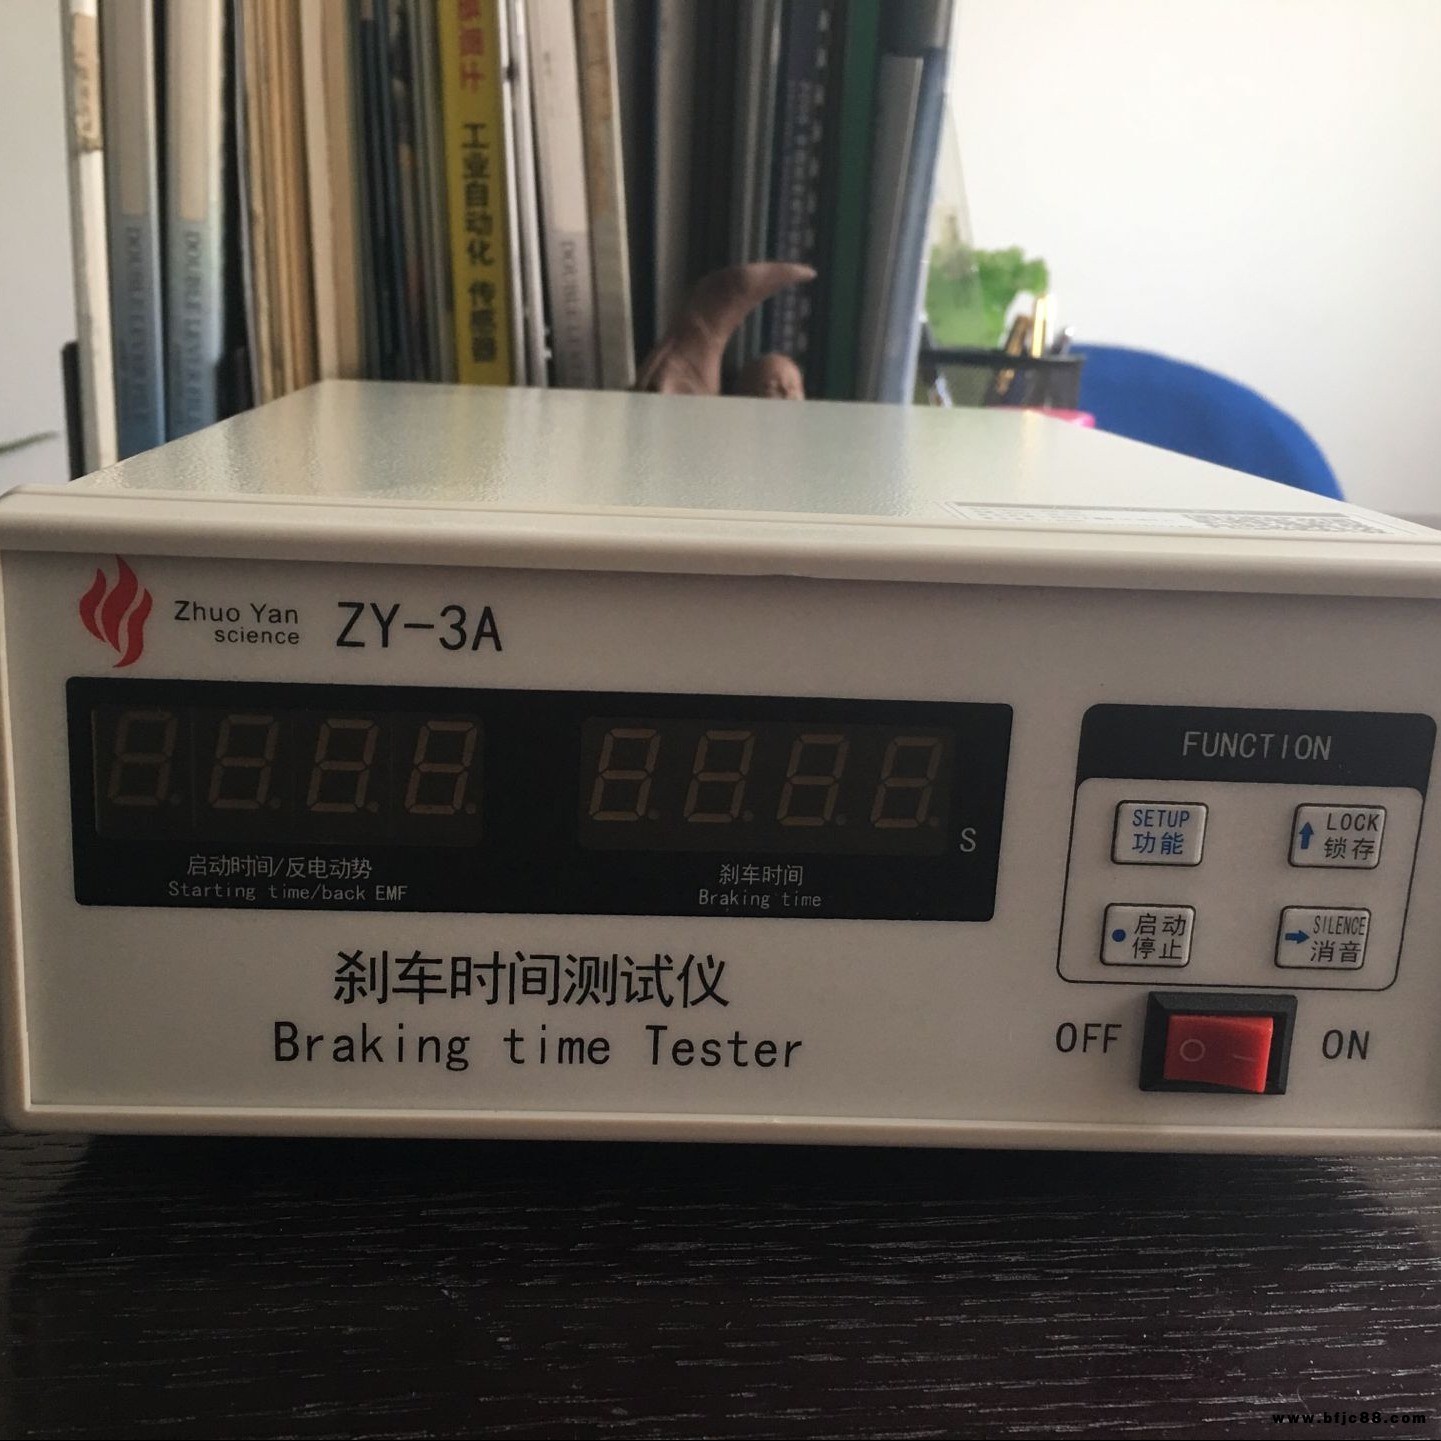 工业自动化 传感器
DOUBLE
Zhuo Yan
science
ZY-3A
启动时间/反电动势
Starting time/back EMF
刹车时间
Braking time
S
刹车时间测试仪
Braking time Tester
FUNCTION
SETUP
功能
LOCK
锁存
启动
停止
SILENCE
消音
OFF
ON
www.bfjc88.com